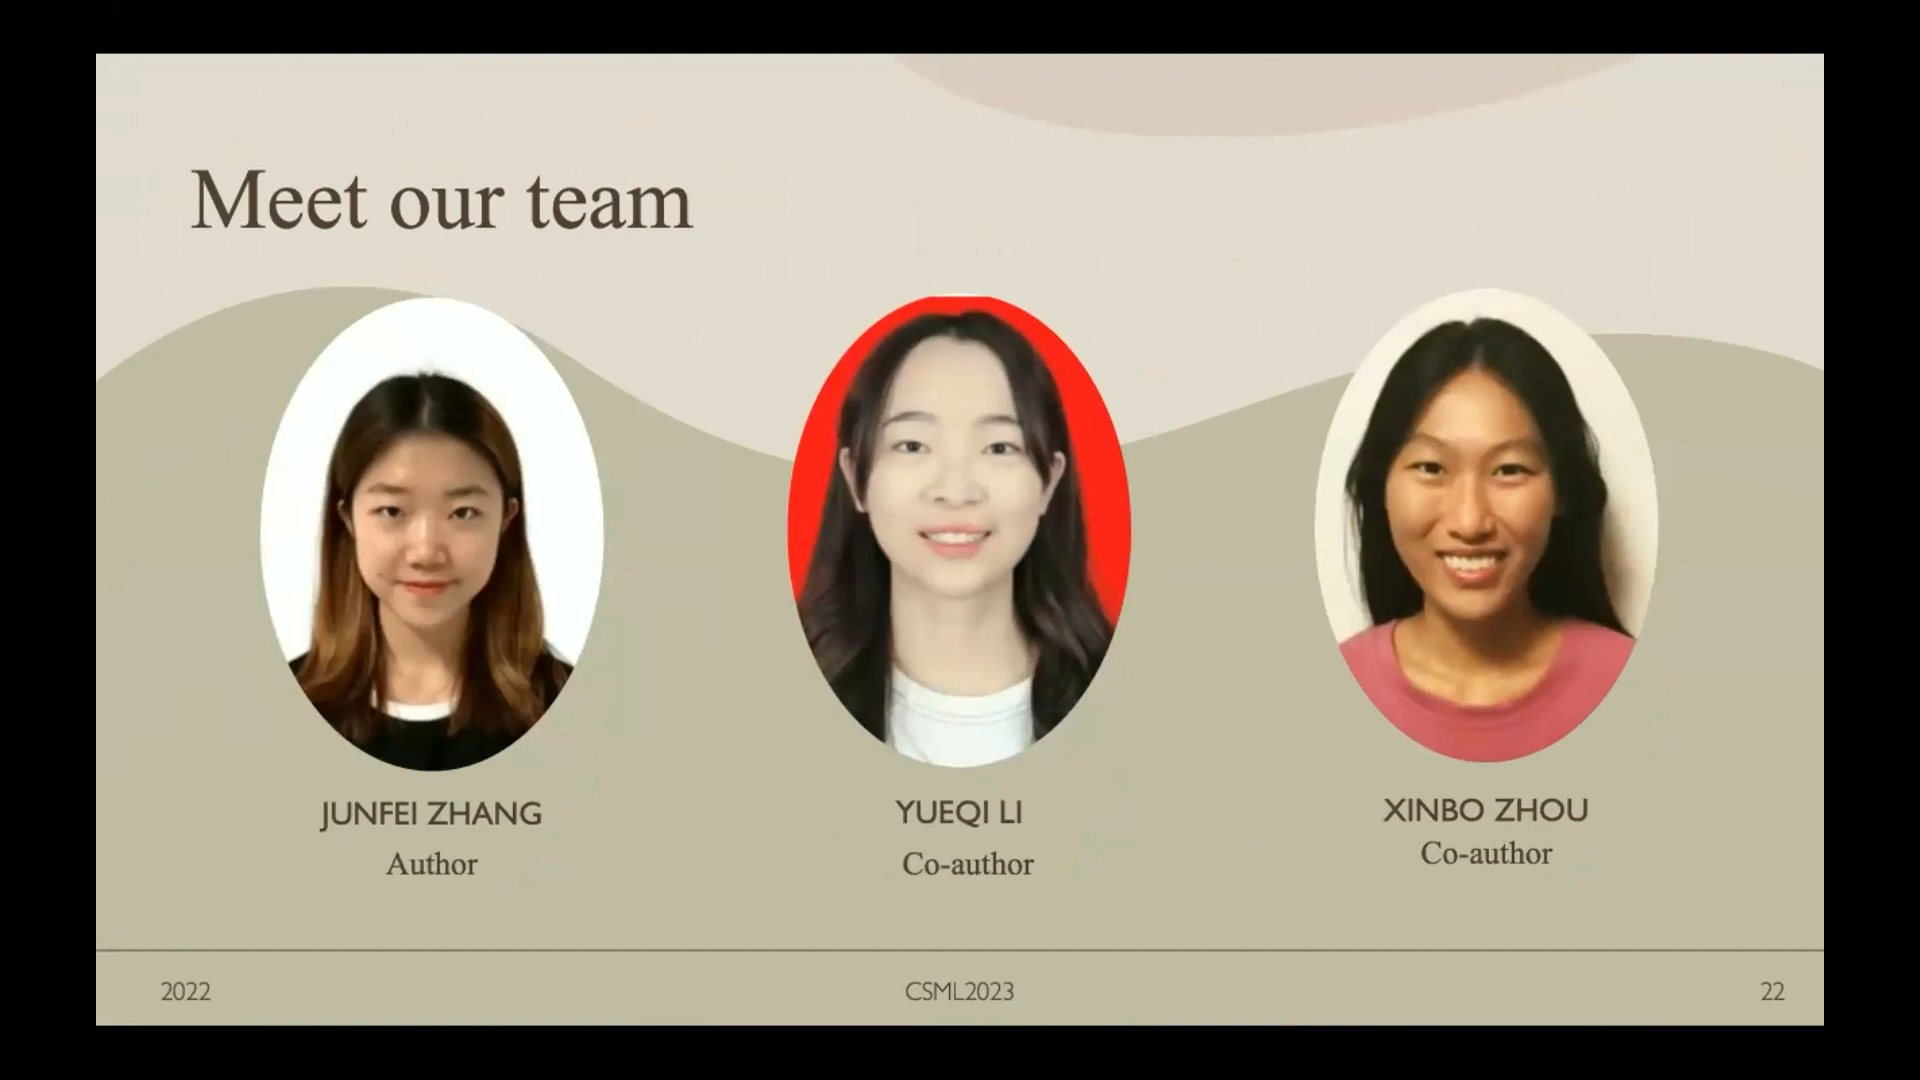 Meet our team
JUNFEI ZHANG
Author
YUEQI LI
Co-author
XINBO ZHOU
Co-author
2022
CSML2023
22